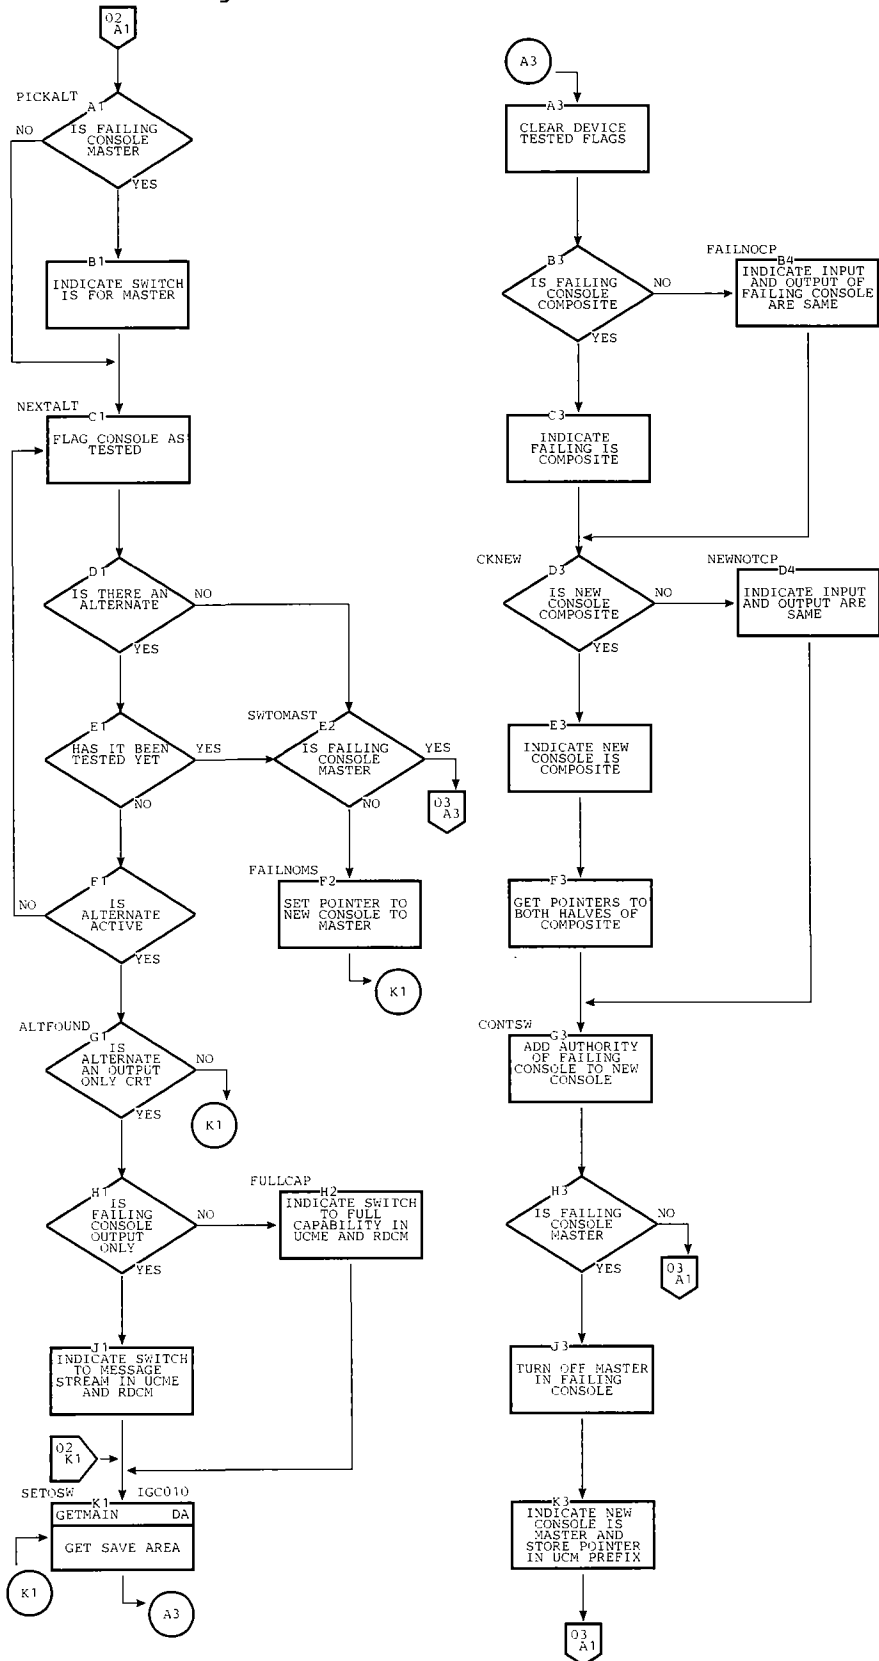 02
A1
PICKALT
A1
IS FAILING
CONSOLE
MASTER
NO
YES
B1
INDICATE SWITCH
IS FOR MASTER
NEXTALT
C1
FLAG CONSOLE AS
TESTED
D1
IS THERE AN
ALTERNATE
NO
YES
E1
HAS IT BEEN
TESTED YET
YES
NO
SWTOMAST
E2
IS FAILING
CONSOLE
MASTER
YES
NO
03
A3
F1
IS
ALTERNATE
ACTIVE
NO
YES
FAILNOMS
F2
SET POINTER TO
NEW CONSOLE TO
MASTER
K1
ALTFOUND
G1
IS
ALTERNATE
AN OUTPUT
ONLY CRT
NO
YES
K1
H1
IS
FAILING
CONSOLE
OUTPUT
ONLY
NO
YES
FULLCAP
H2
INDICATE SWITCH
TO FULL
CAPABILITY IN
UCME AND RDCM
J1
INDICATE SWITCH
TO MESSAGE
STREAM IN UCME
AND RDCM
02
K1
SETOSW
IGC010
K1
GETMAIN DA
GET SAVE AREA
K1
A3
A3
A3
CLEAR DEVICE
TESTED FLAGS
B3
IS FAILING
CONSOLE
COMPOSITE
NO
YES
FAILNOCP
B4
INDICATE INPUT
AND OUTPUT OF
FAILING CONSOLE
ARE SAME
C3
INDICATE
FAILING IS
COMPOSITE
CKNEW
D3
IS NEW
CONSOLE
COMPOSITE
NO
YES
NEWNOTCP
D4
INDICATE INPUT
AND OUTPUT ARE
SAME
E3
INDICATE NEW
CONSOLE IS
COMPOSITE
F3
GET POINTERS TO
BOTH HALVES OF
COMPOSITE
CONTSW
G3
ADD AUTHORITY
OF FAILING
CONSOLE TO NEW
CONSOLE
H3
IS FAILING
CONSOLE
MASTER
NO
YES
03
A1
J3
TURN OFF MASTER
IN FAILING
CONSOLE
K3
INDICATE NEW
CONSOLE IS
MASTER AND
STORE POINTER
IN UCM PREFIX
03
A1